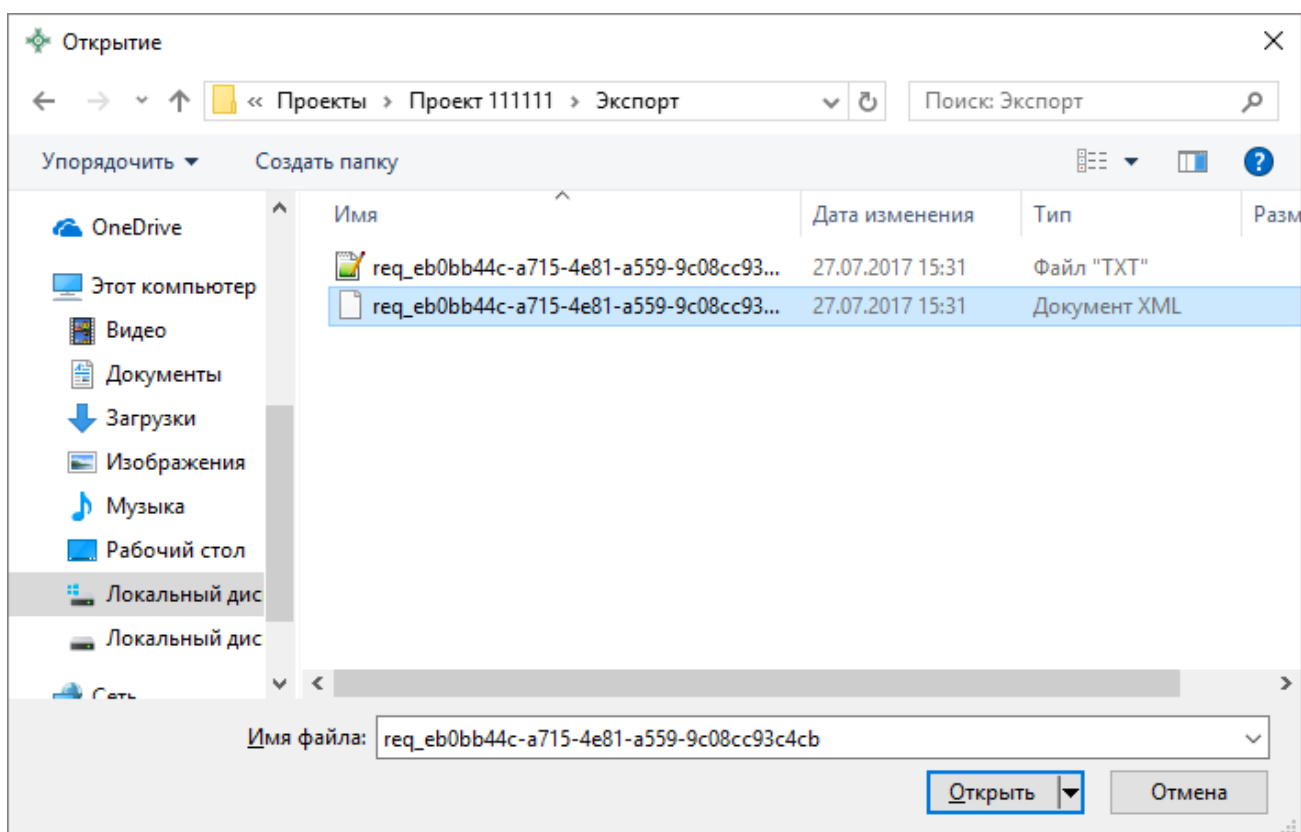 Открытие
« Проекты › Проект 111111 › Экспорт
Поиск: Экспорт
Упорядочить
Создать папку
OneDrive
Этот компьютер
Видео
Документы
Загрузки
Изображения
Музыка
Рабочий стол
Локальный дис
Локальный дис
Сеть
Имя Дата изменения Тип Разм
req_eb0bb44c-a715-4e81-a559-9c08cc93... 27.07.2017 15:31 Файл "TXT"
req_eb0bb44c-a715-4e81-a559-9c08cc93... 27.07.2017 15:31 Документ XML
Имя файла: req_eb0bb44c-a715-4e81-a559-9c08cc93c4cb
Открыть
Отмена